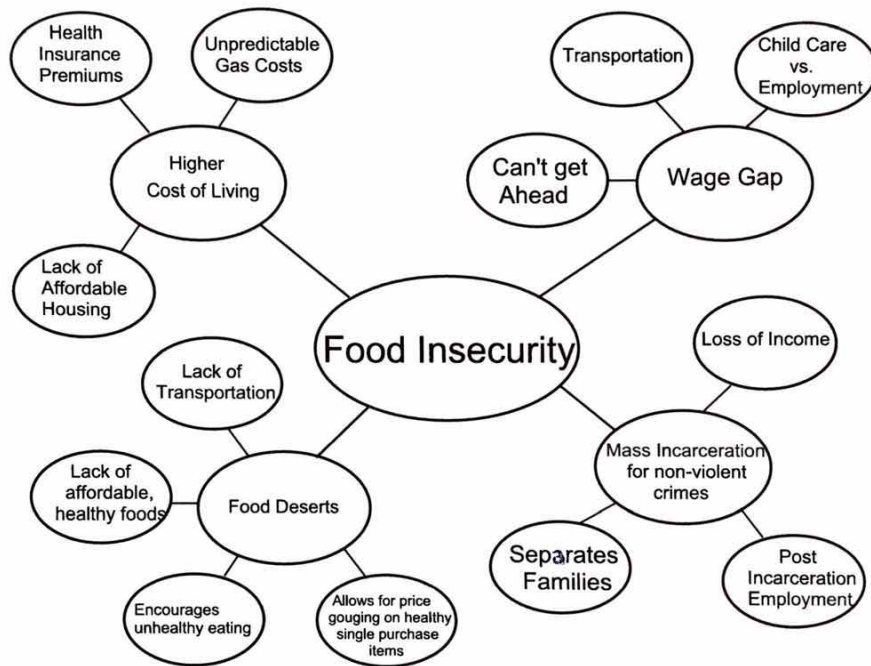 Health
Insurance
Premiums
Unpredictable
Gas Costs
Higher
Cost of Living
Lack of
Affordable
Housing
Transportation
Child Care
vs.
Employment
Can't get
Ahead
Wage Gap
Food Insecurity
Lack of
Transportation
Lack of
affordable,
healthy foods
Food Deserts
Encourages
unhealthy eating
Allows for price
gouging on healthy
single purchase
items
Loss of Income
Mass Incarceration
for non-violent
crimes
Separates
Families
Post
Incarceration
Employment